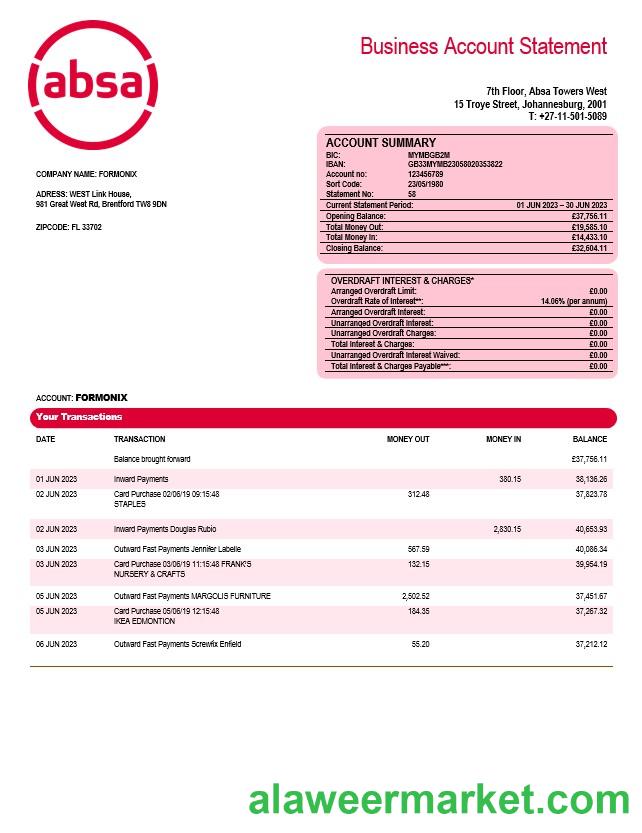 absa
Business Account Statement
7th Floor, Absa Towers West
15 Troye Street, Johannesburg, 2001
T: +27-11-501-5089
COMPANY NAME: FORMONIX
ADRESS: WEST Link House,
981 Great West Rd, Brentford TW8 9DN
ZIPCODE: FL 33702
ACCOUNT SUMMARY
BIC: MYMBGB2M
IBAN: GB33MYMB23058020353822
Account no: 123456789
Sort Code: 23/05/1980
Statement No: 58
Current Statement Period: 01 JUN 2023 – 30 JUN 2023
Opening Balance: £37,756.11
Total Money Out: £19,585.10
Total Money In: £14,433.10
Closing Balance: £32,604.11
OVERDRAFT INTEREST & CHARGES*
Arranged Overdraft Limit: £0.00
Overdraft Rate of Interest**: 14.06% (per annum)
Arranged Overdraft Interest: £0.00
Unarranged Overdraft Interest: £0.00
Unarranged Overdraft Charges: £0.00
Total Interest & Charges: £0.00
Unarranged Overdraft Interest Waived: £0.00
Total Interest & Charges Payable***: £0.00
ACCOUNT: FORMONIX
Your Transactions
DATE TRANSACTION MONEY OUT MONEY IN BALANCE
Balance brought forward £37,756.11
01 JUN 2023 Inward Payments 380.15 38,136.26
02 JUN 2023 Card Purchase 02/06/19 09:15:48 312.48 37,823.78
STAPLES
02 JUN 2023 Inward Payments Douglas Rubio 2,830.15 40,653.93
03 JUN 2023 Outward Fast Payments Jennifer Labelle 567.59 40,086.34
03 JUN 2023 Card Purchase 03/06/19 11:15:48 FRANK'S 132.15 39,954.19
NURSERY & CRAFTS
05 JUN 2023 Outward Fast Payments MARGOLIS FURNITURE 2,502.52 37,451.67
05 JUN 2023 Card Purchase 05/06/19 12:15:48 184.35 37,267.32
IKEA EDMONTION
06 JUN 2023 Outward Fast Payments Screwfix Enfield 55.20 37,212.12
alaweermarket.com